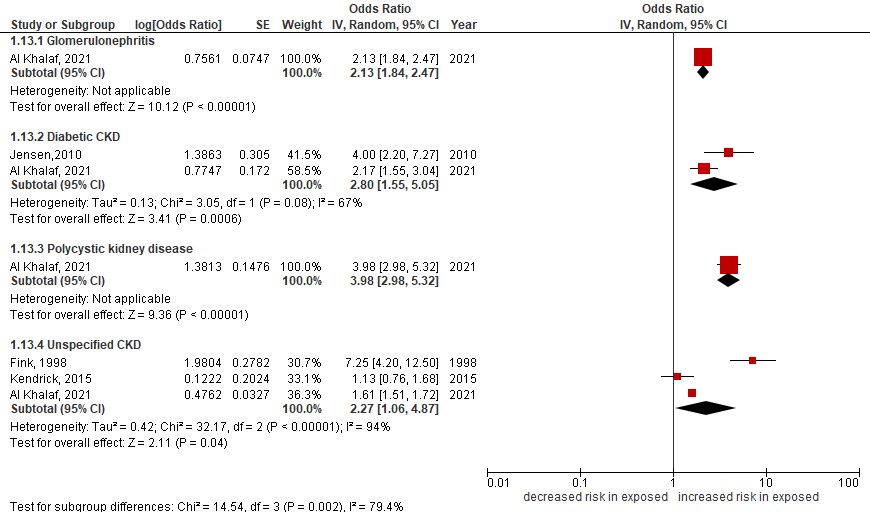 Odds Ratio Odds Ratio
Study or Subgroup log[Odds Ratio] SE Weight IV, Random, 95% CI Year IV, Random, 95% CI
1.13.1 Glomerulonephritis
Al Khalaf, 2021 0.7561 0.0747 100.0% 2.13 [1.84, 2.47] 2021
Subtotal (95% CI) 100.0% 2.13 [1.84, 2.47]
Heterogeneity: Not applicable
Test for overall effect: Z = 10.12 (P < 0.00001)
1.13.2 Diabetic CKD
Jensen,2010 1.3863 0.305 41.5% 4.00 [2.20, 7.27] 2010
Al Khalaf, 2021 0.7747 0.172 58.5% 2.17 [1.55, 3.04] 2021
Subtotal (95% CI) 100.0% 2.80 [1.55, 5.05]
Heterogeneity: Tau² = 0.13; Chi² = 3.05, df = 1 (P = 0.08); I² = 67%
Test for overall effect: Z = 3.41 (P = 0.0006)
1.13.3 Polycystic kidney disease
Al Khalaf, 2021 1.3813 0.1476 100.0% 3.98 [2.98, 5.32] 2021
Subtotal (95% CI) 100.0% 3.98 [2.98, 5.32]
Heterogeneity: Not applicable
Test for overall effect: Z = 9.36 (P < 0.00001)
1.13.4 Unspecified CKD
Fink, 1998 1.9804 0.2782 30.7% 7.25 [4.20, 12.50] 1998
Kendrick, 2015 0.1222 0.2024 33.1% 1.13 [0.76, 1.68] 2015
Al Khalaf, 2021 0.4762 0.0327 36.3% 1.61 [1.51, 1.72] 2021
Subtotal (95% CI) 100.0% 2.27 [1.06, 4.87]
Heterogeneity: Tau² = 0.42; Chi² = 32.17, df = 2 (P < 0.00001); I² = 94%
Test for overall effect: Z = 2.11 (P = 0.04)
0.01 0.1 1 10 100
decreased risk in exposed increased risk in exposed
Test for subgroup differences: Chi² = 14.54, df = 3 (P = 0.002), I² = 79.4%